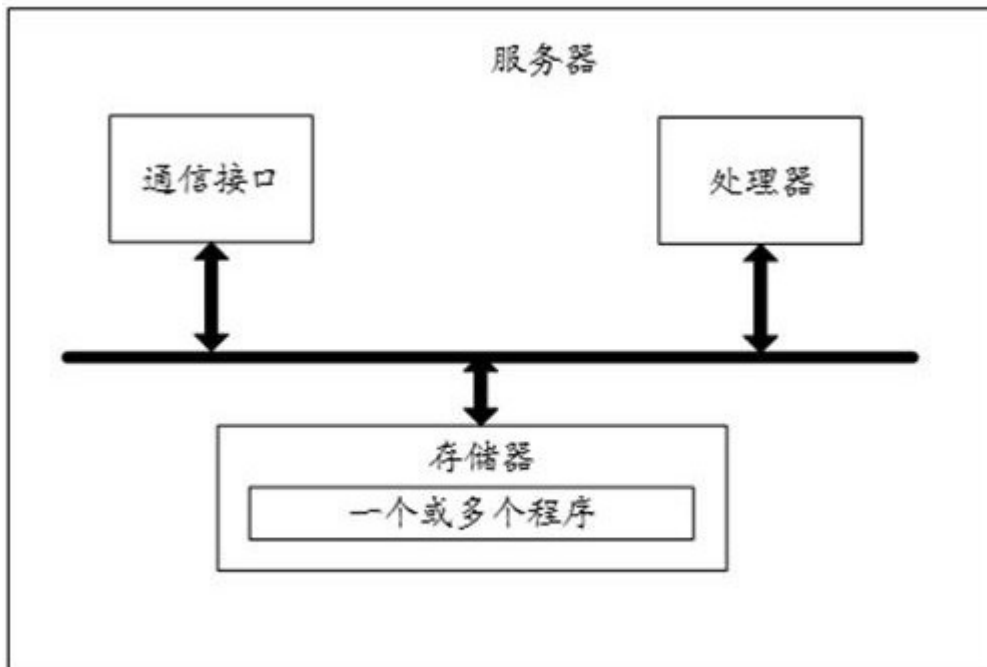 服务器
通信接口
处理器
存储器
一个或多个程序